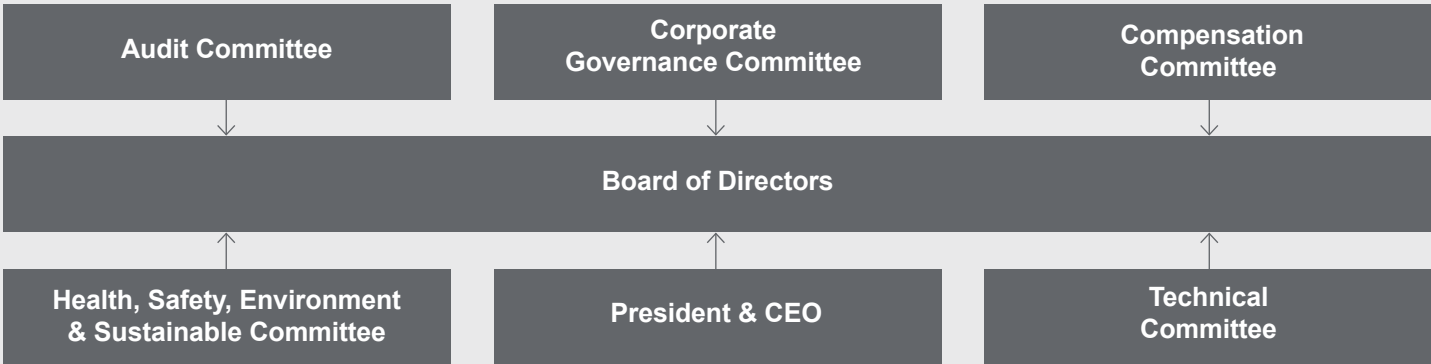 Audit Committee
Corporate
Governance Committee
Compensation
Committee
Board of Directors
Health, Safety, Environment
& Sustainable Committee
President & CEO
Technical
Committee